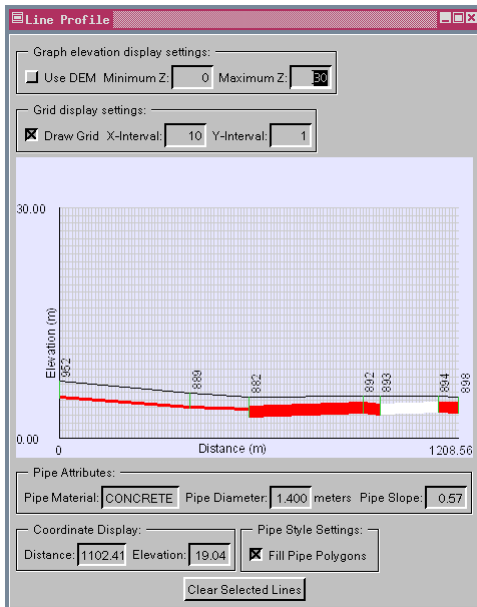 Line Profile
Graph elevation display settings:
Use DEM Minimum Z: 0 Maximum Z: 30
Grid display settings:
Draw Grid X-Interval: 10 Y-Interval: 1
30.00
Elevation (m)
952
889
882
892
893
894
898
0.00
0
Distance (m)
1208.56
Pipe Attributes:
Pipe Material: CONCRETE Pipe Diameter: 1.400 meters Pipe Slope: 0.57
Coordinate Display:
Distance: 1102.41 Elevation: 19.04
Pipe Style Settings:
Fill Pipe Polygons
Clear Selected Lines